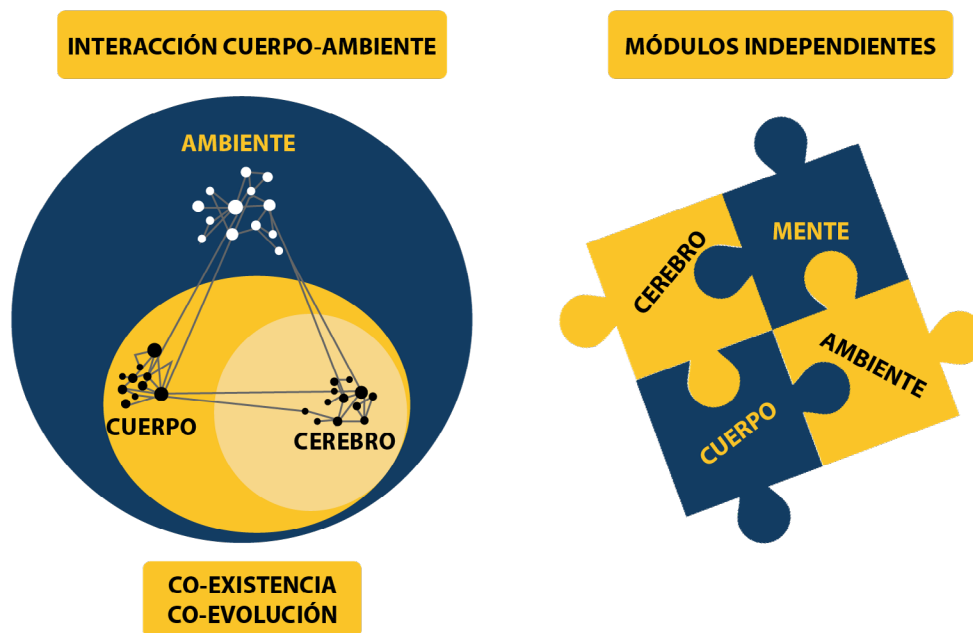 INTERACCIÓN CUERPO-AMBIENTE
AMBIENTE
CUERPO
CEREBRO
CO-EXISTENCIA
CO-EVOLUCIÓN
MÓDULOS INDEPENDIENTES
CEREBRO
MENTE
CUERPO
AMBIENTE